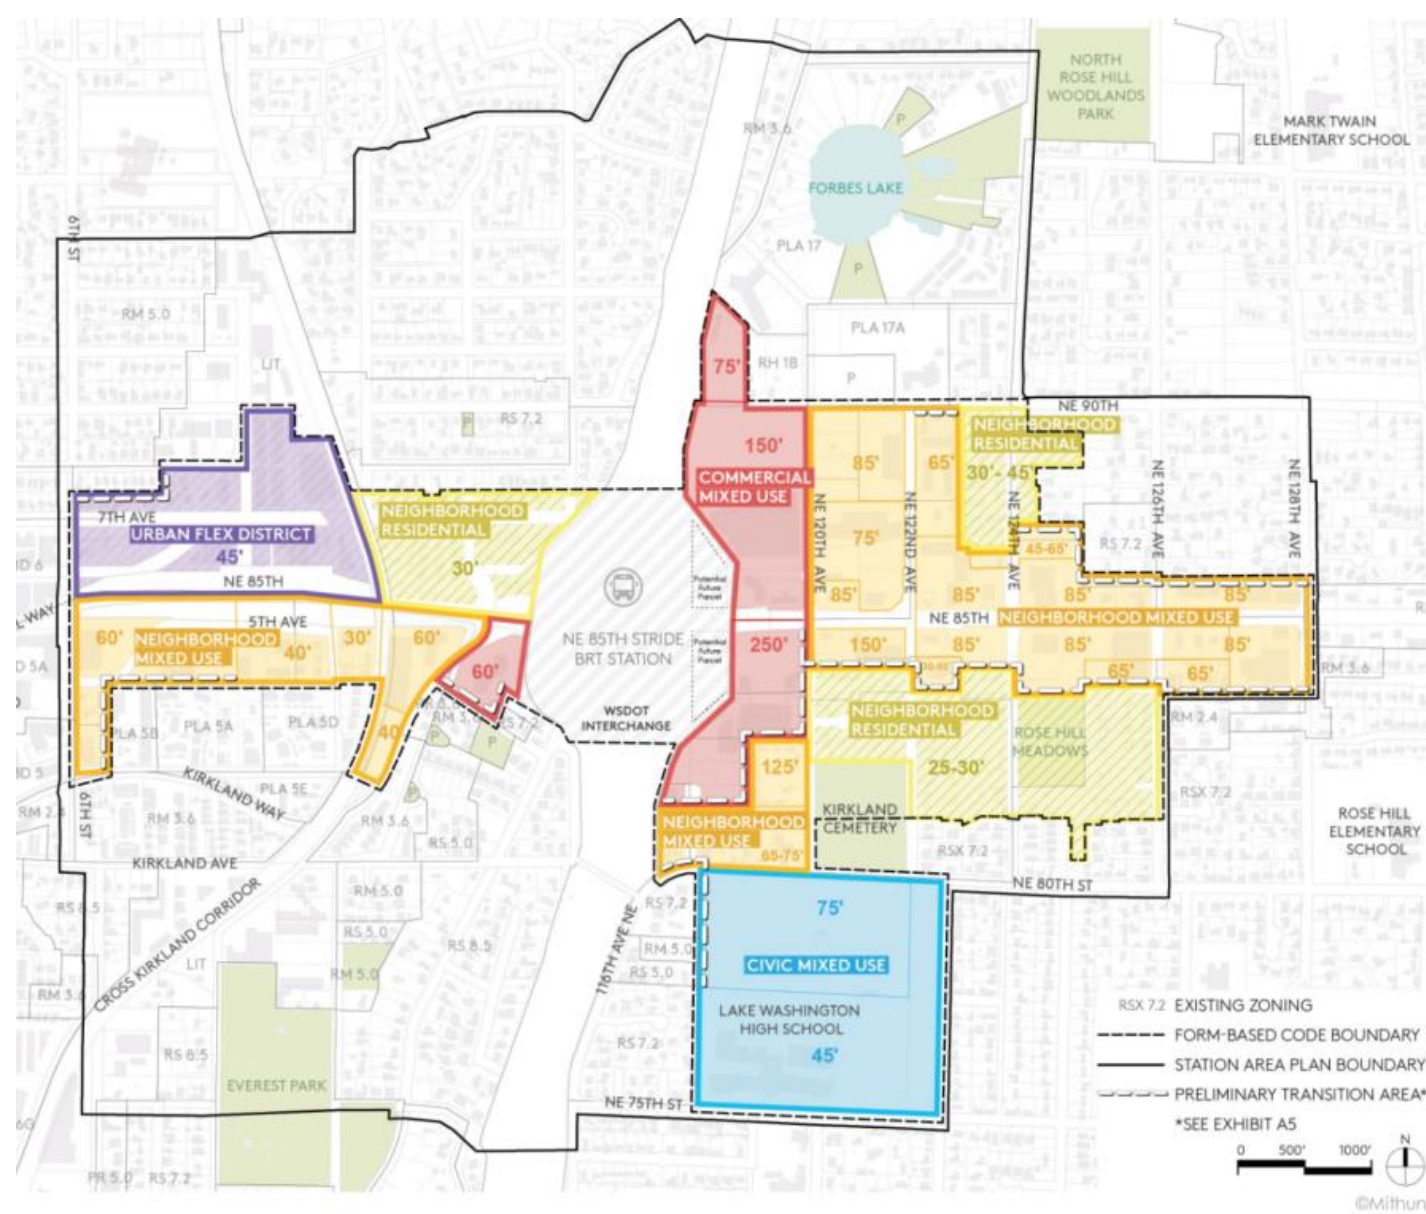 NORTH
ROSE HILL
WOODLANDS
PARK
MARK TWAIN
ELEMENTARY SCHOOL
RM 3.6
P
FORBES LAKE
6TH ST
PLA 17
P
RM 5.0
PLA 17A
LIT
75'
RH 1B
P
RS 7.2
P
NE 90TH
NEIGHBORHOOD
RESIDENTIAL
30'- 45'
150'
COMMERCIAL
MIXED USE
85'
65'
NE 120TH AVE
NE 122ND AVE
NE 124TH AVE
NE 126TH AVE
NE 128TH AVE
7TH AVE
URBAN FLEX DISTRICT
45'
NE 85TH
NEIGHBORHOOD
RESIDENTIAL
30'
75'
45-65'
RS 7.2
Potential
Future
Parcel
85'
85'
85'
85'
5TH AVE
60'
NEIGHBORHOOD
MIXED USE
40'
30'
60'
60'
NE 85TH STRIDE
BRT STATION
Potential
Future
Parcel
250'
NE 85TH
NEIGHBORHOOD MIXED USE
150'
85'
85'
85'
65'
65'
RM 3.6
WSDOT
INTERCHANGE
PLA 5B
PLA 5A
PLA 5D
40'
RS 7.2
P
P
P
NEIGHBORHOOD
RESIDENTIAL
25-30'
ROSE HILL
MEADOWS
RM 2.4
KIRKLAND WAY
PLA 5E
125'
6TH ST
RM 3.6
RM 3.6
RS 5.0
KIRKLAND
CEMETERY
RSX 7.2
ROSE HILL
ELEMENTARY
SCHOOL
NEIGHBORHOOD
MIXED USE
65-75'
RSX 7.2
KIRKLAND AVE
NE 80TH ST
CROSS KIRKLAND CORRIDOR
RM 5.0
RS 8.5
RS 5.0
RS 8.5
LIT
RM 5.0
116TH AVE NE
RS 7.2
RM 5.0
RS 5.0
75'
CIVIC MIXED USE
LAKE WASHINGTON
HIGH SCHOOL
45'
RS 7.2
RS 8.5
EVEREST PARK
NE 75TH ST
RS 7.2
RSX 7.2 EXISTING ZONING
FORM-BASED CODE BOUNDARY
STATION AREA PLAN BOUNDARY
PRELIMINARY TRANSITION AREA*
*SEE EXHIBIT A5
0 500' 1000'
N
©Mithun